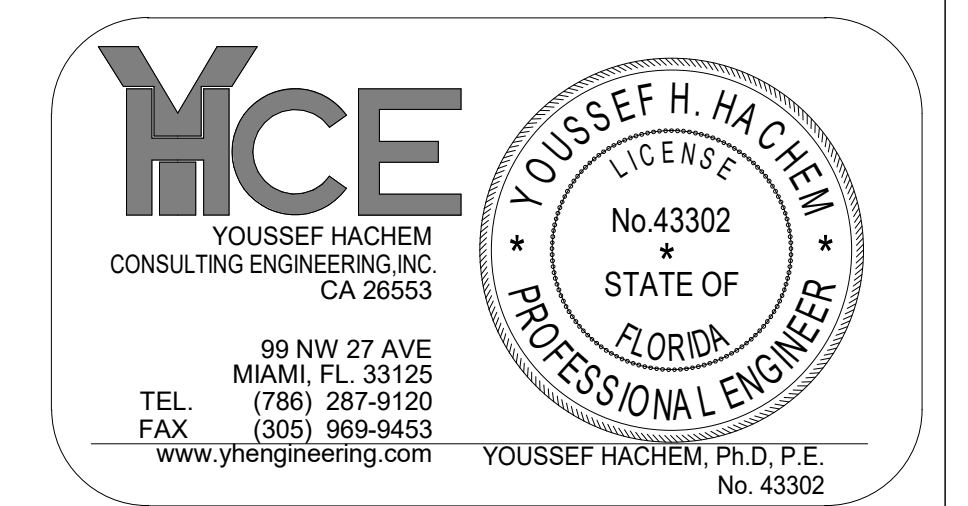 YHCE
YOUSSEF HACHEM
CONSULTING ENGINEERING,INC.
CA 26553
99 NW 27 AVE
MIAMI, FL. 33125
TEL. (786) 287-9120
FAX (305) 969-9453
www.yhengineering.com
YOUSSEF H. HACHEM
LICENSE
No.43302
*
STATE OF
FLORIDA
* PROFESSIONAL ENGINEER *
YOUSSEF HACHEM, Ph.D, P.E.
No. 43302